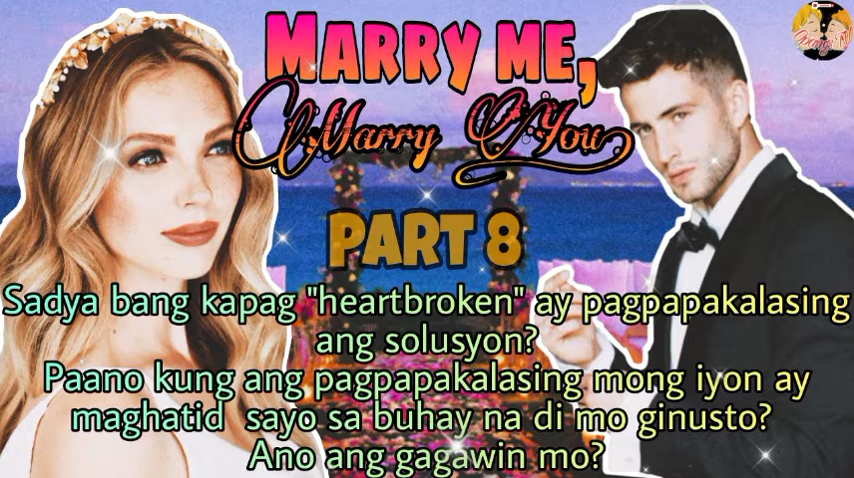 MARRY ME,
Marry You
PART 8
Sadya bang kapag "heartbroken" ay pagpapakalasing
ang solusyon?
Paano kung ang pagpapakalasing mong iyon ay
maghatid sayo sa buhay na di mo ginusto?
Ano ang gagawin mo?